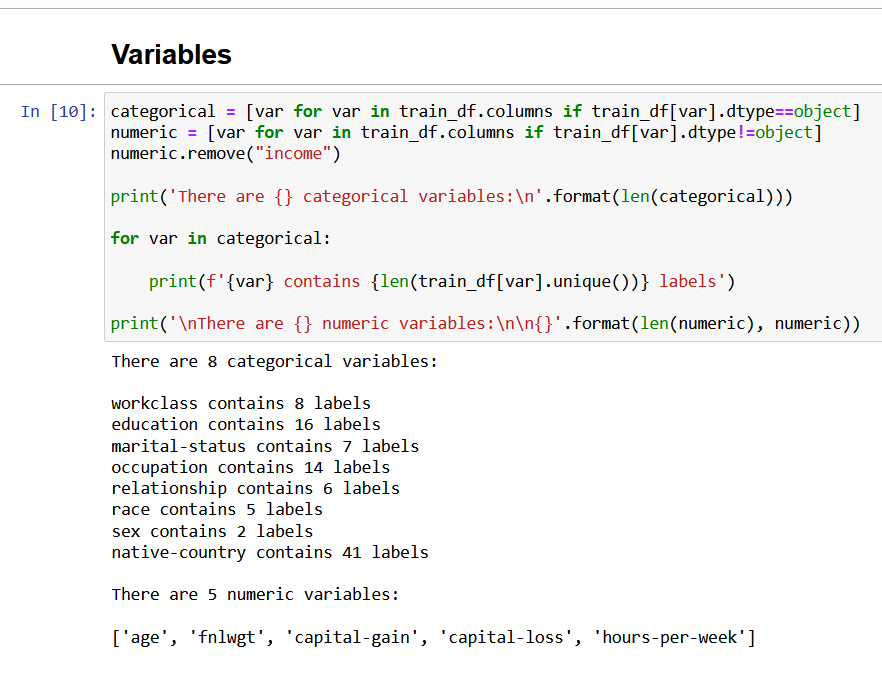 Variables
In [10]:
categorical = [var for var in train_df.columns if train_df[var].dtype==object]
numeric = [var for var in train_df.columns if train_df[var].dtype!=object]
numeric.remove("income")
print('There are {} categorical variables:\n'.format(len(categorical)))
for var in categorical:
    print(f'{var} contains {len(train_df[var].unique())} labels')
print('\nThere are {} numeric variables:\n\n{}'.format(len(numeric), numeric))
There are 8 categorical variables:
workclass contains 8 labels
education contains 16 labels
marital-status contains 7 labels
occupation contains 14 labels
relationship contains 6 labels
race contains 5 labels
sex contains 2 labels
native-country contains 41 labels
There are 5 numeric variables:
['age', 'fnlwgt', 'capital-gain', 'capital-loss', 'hours-per-week']